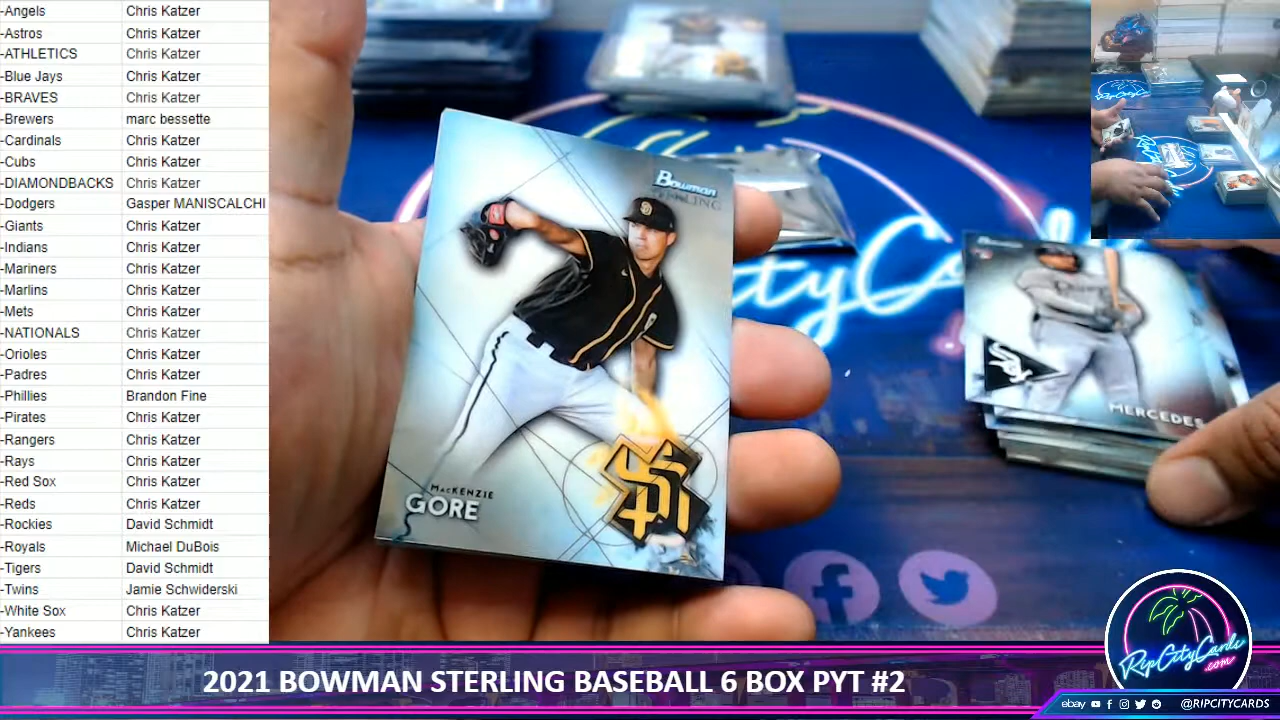 -Angels Chris Katzer
-Astros Chris Katzer
-ATHLETICS Chris Katzer
-Blue Jays Chris Katzer
-BRAVES Chris Katzer
-Brewers marc bessette
-Cardinals Chris Katzer
-Cubs Chris Katzer
-DIAMONDBACKS Chris Katzer
-Dodgers Gasper MANISCALCHI
-Giants Chris Katzer
-Indians Chris Katzer
-Mariners Chris Katzer
-Marlins Chris Katzer
-Mets Chris Katzer
-NATIONALS Chris Katzer
-Orioles Chris Katzer
-Padres Chris Katzer
-Phillies Brandon Fine
-Pirates Chris Katzer
-Rangers Chris Katzer
-Rays Chris Katzer
-Red Sox Chris Katzer
-Reds Chris Katzer
-Rockies David Schmidt
-Royals Michael DuBois
-Tigers David Schmidt
-Twins Jamie Schwiderski
-White Sox Chris Katzer
-Yankees Chris Katzer
Bowman
STERLING
MACKENZIE
GORE
SD
ity C
Sox
MERCEDES
RipCityCards
.com
2021 BOWMAN STERLING BASEBALL 6 BOX PYT #2
ebay @RIPCITYCARDS